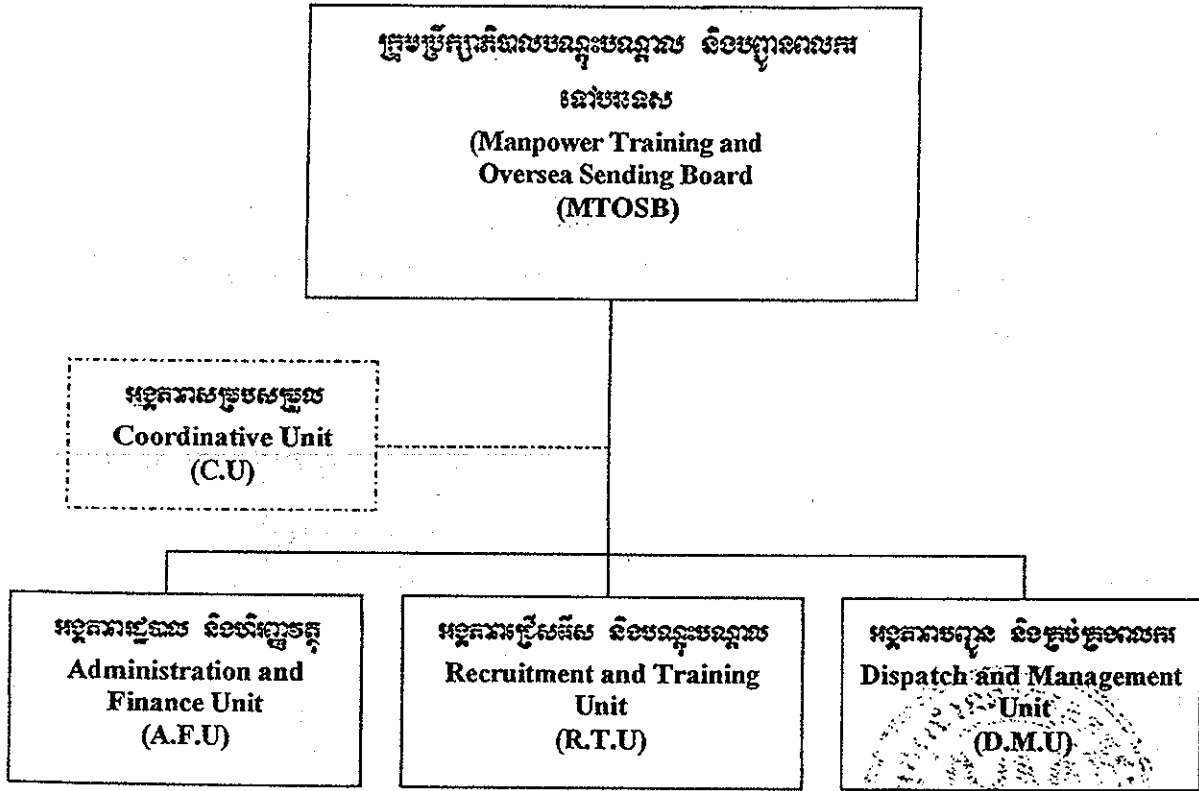 ក្រុមប្រឹក្សាភិបាលបណ្តុះបណ្តាល និងបញ្ជូនពលករ
ទៅបរទេស
(Manpower Training and
Oversea Sending Board
(MTOSB)
អង្គភាពសម្របសម្រួល
Coordinative Unit
(C.U)
អង្គភាពរដ្ឋបាល និងហិរញ្ញវត្ថុ
Administration and
Finance Unit
(A.F.U)
អង្គភាពជ្រើសរើស និងបណ្តុះបណ្តាល
Recruitment and Training
Unit
(R.T.U)
អង្គភាពបញ្ជូន និងគ្រប់គ្រងពលករ
Dispatch and Management
Unit
(D.M.U)